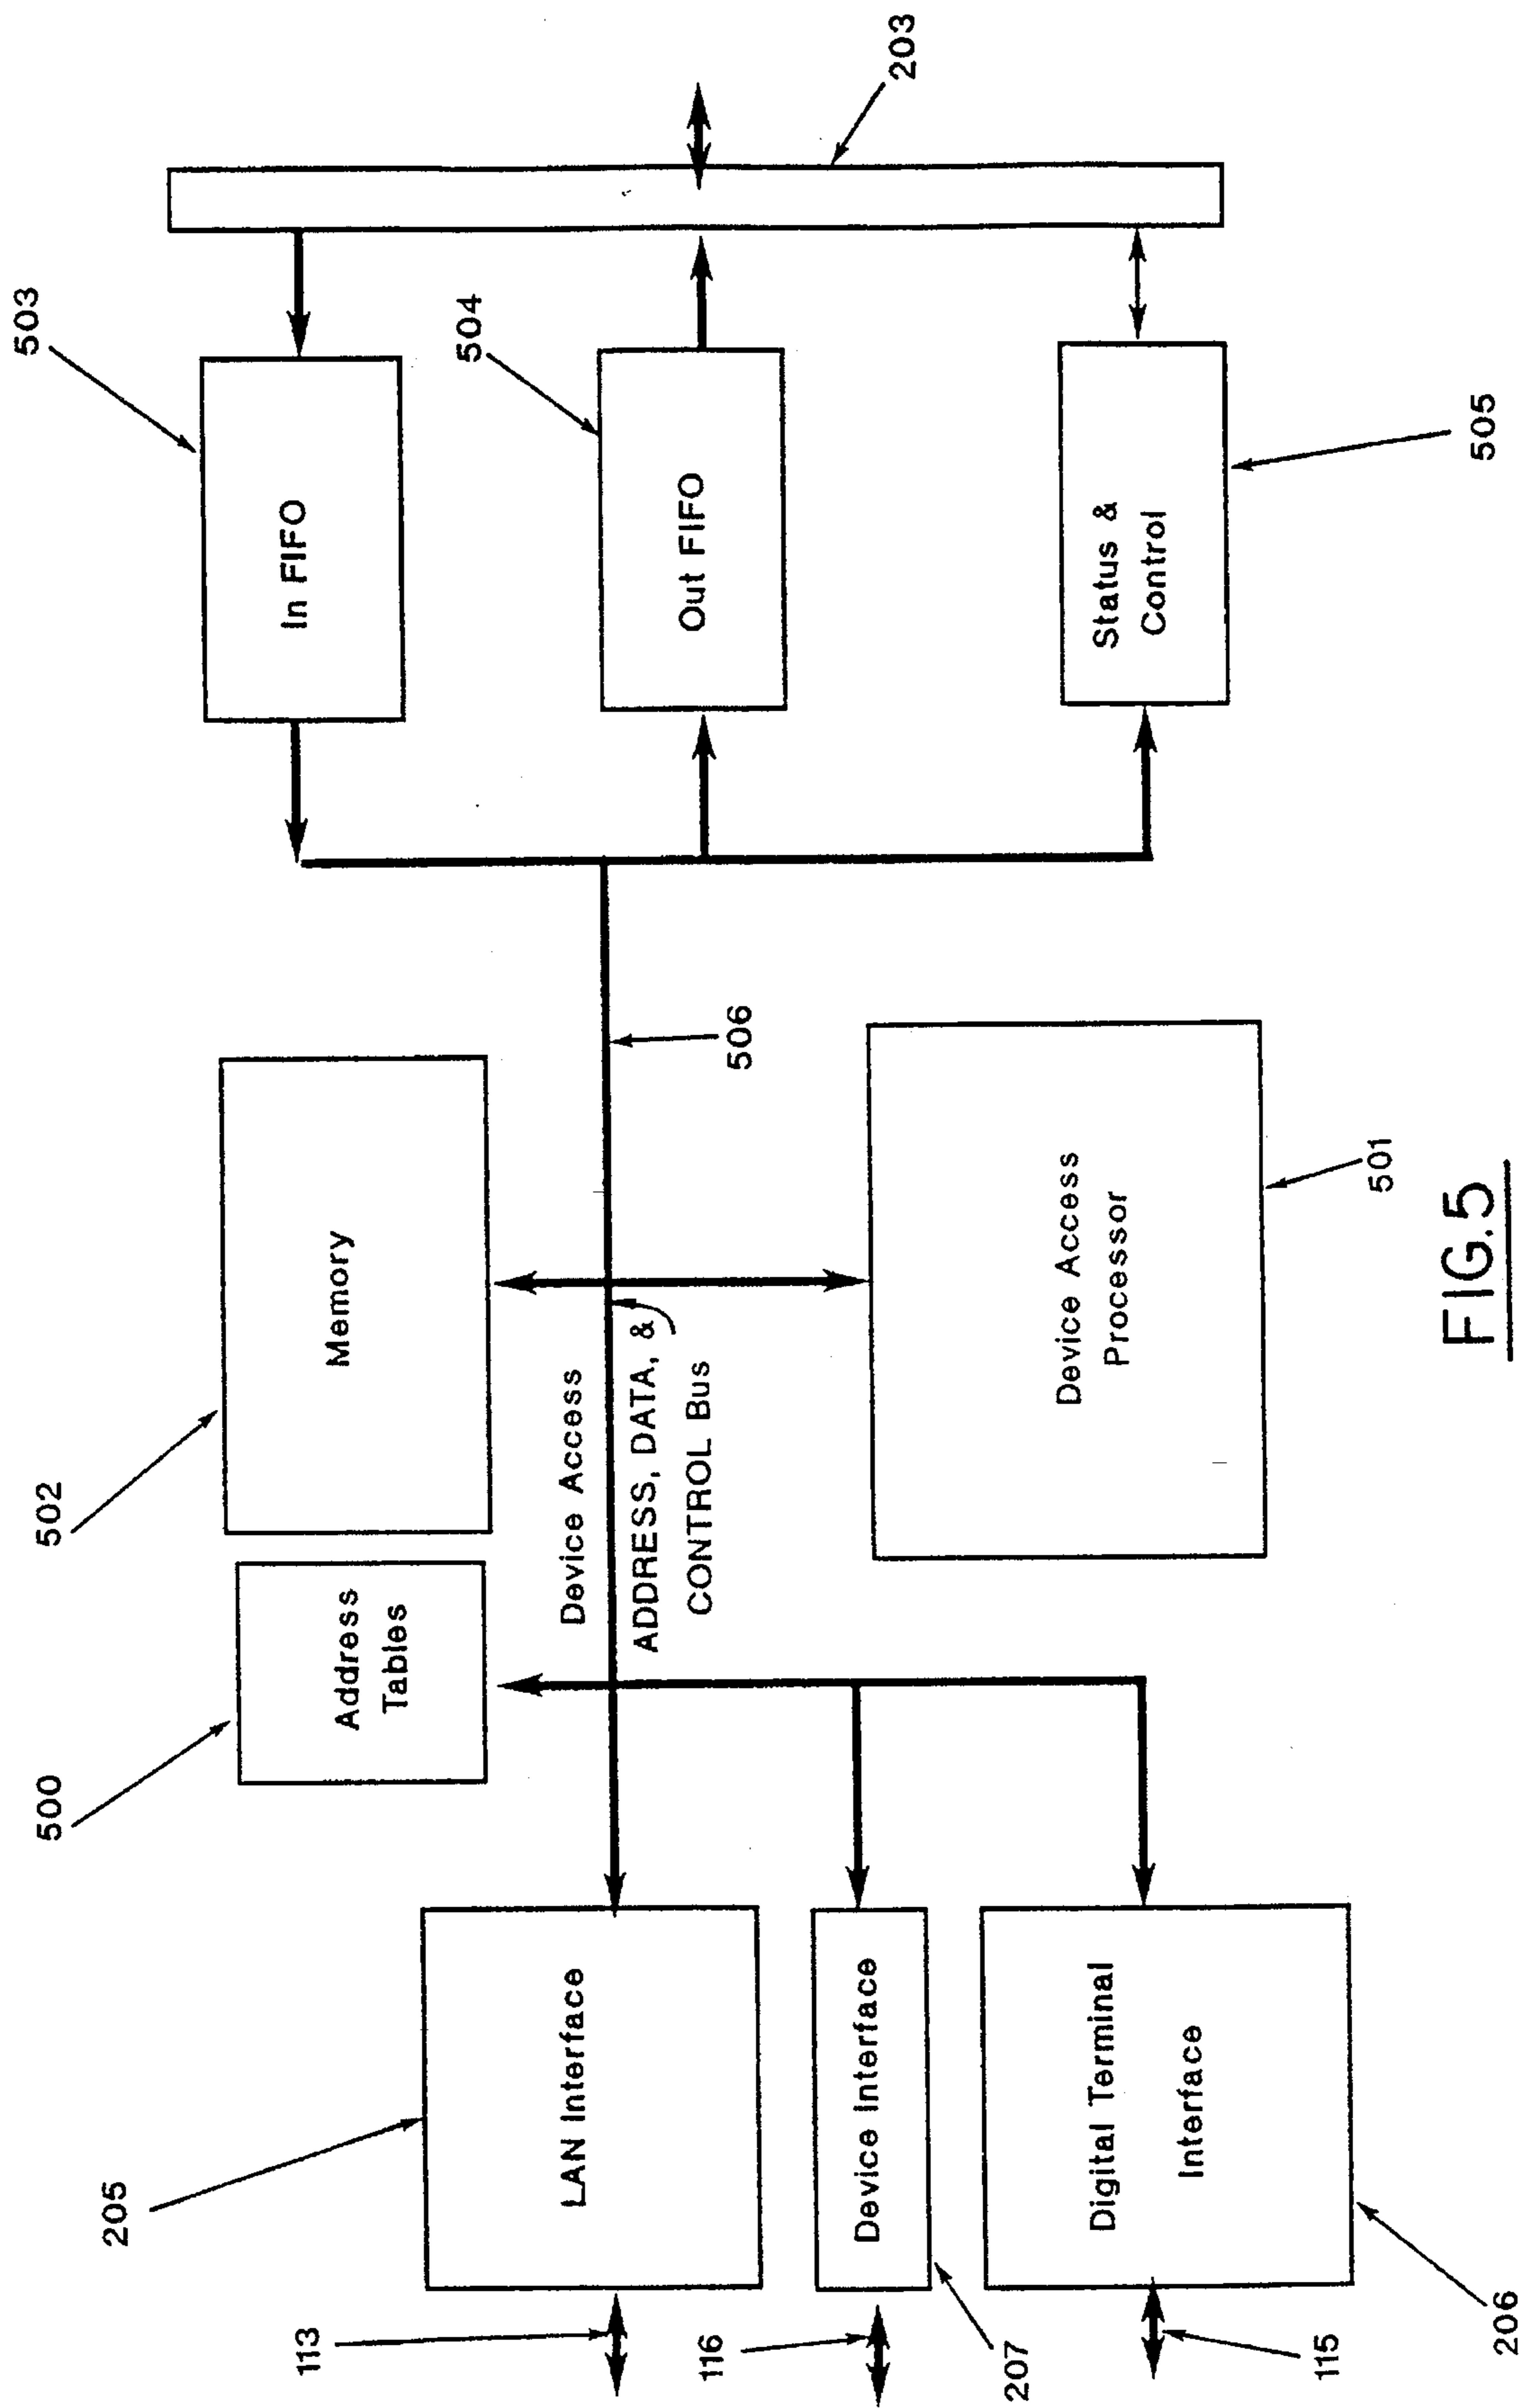 503
In FIFO
203
504
Out FIFO
Status &
Control
505
506
502
Memory
500
Address
Tables
Device Access
ADDRESS, DATA, &
CONTROL Bus
Device Access
Processor
501
205
LAN Interface
113
Device Interface
116
207
Digital Terminal
Interface
115
206
FIG.5